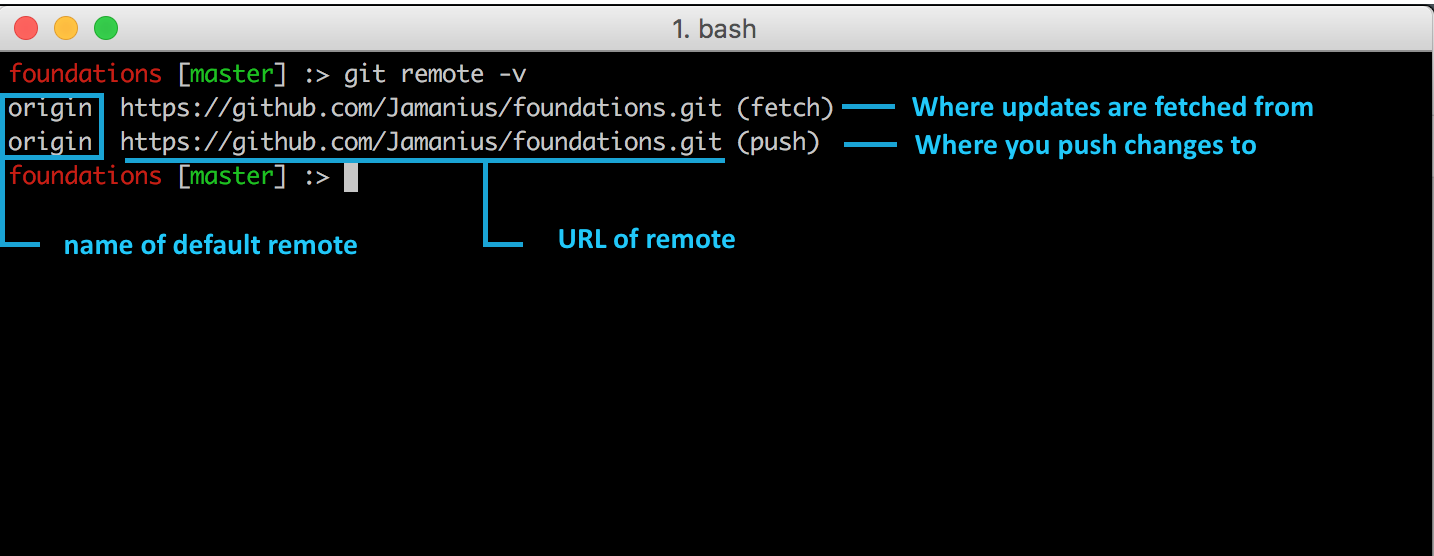 1. bash
foundations [master] :> git remote -v
origin https://github.com/Jamanius/foundations.git (fetch) Where updates are fetched from
origin https://github.com/Jamanius/foundations.git (push) Where you push changes to
foundations [master] :>
name of default remote URL of remote